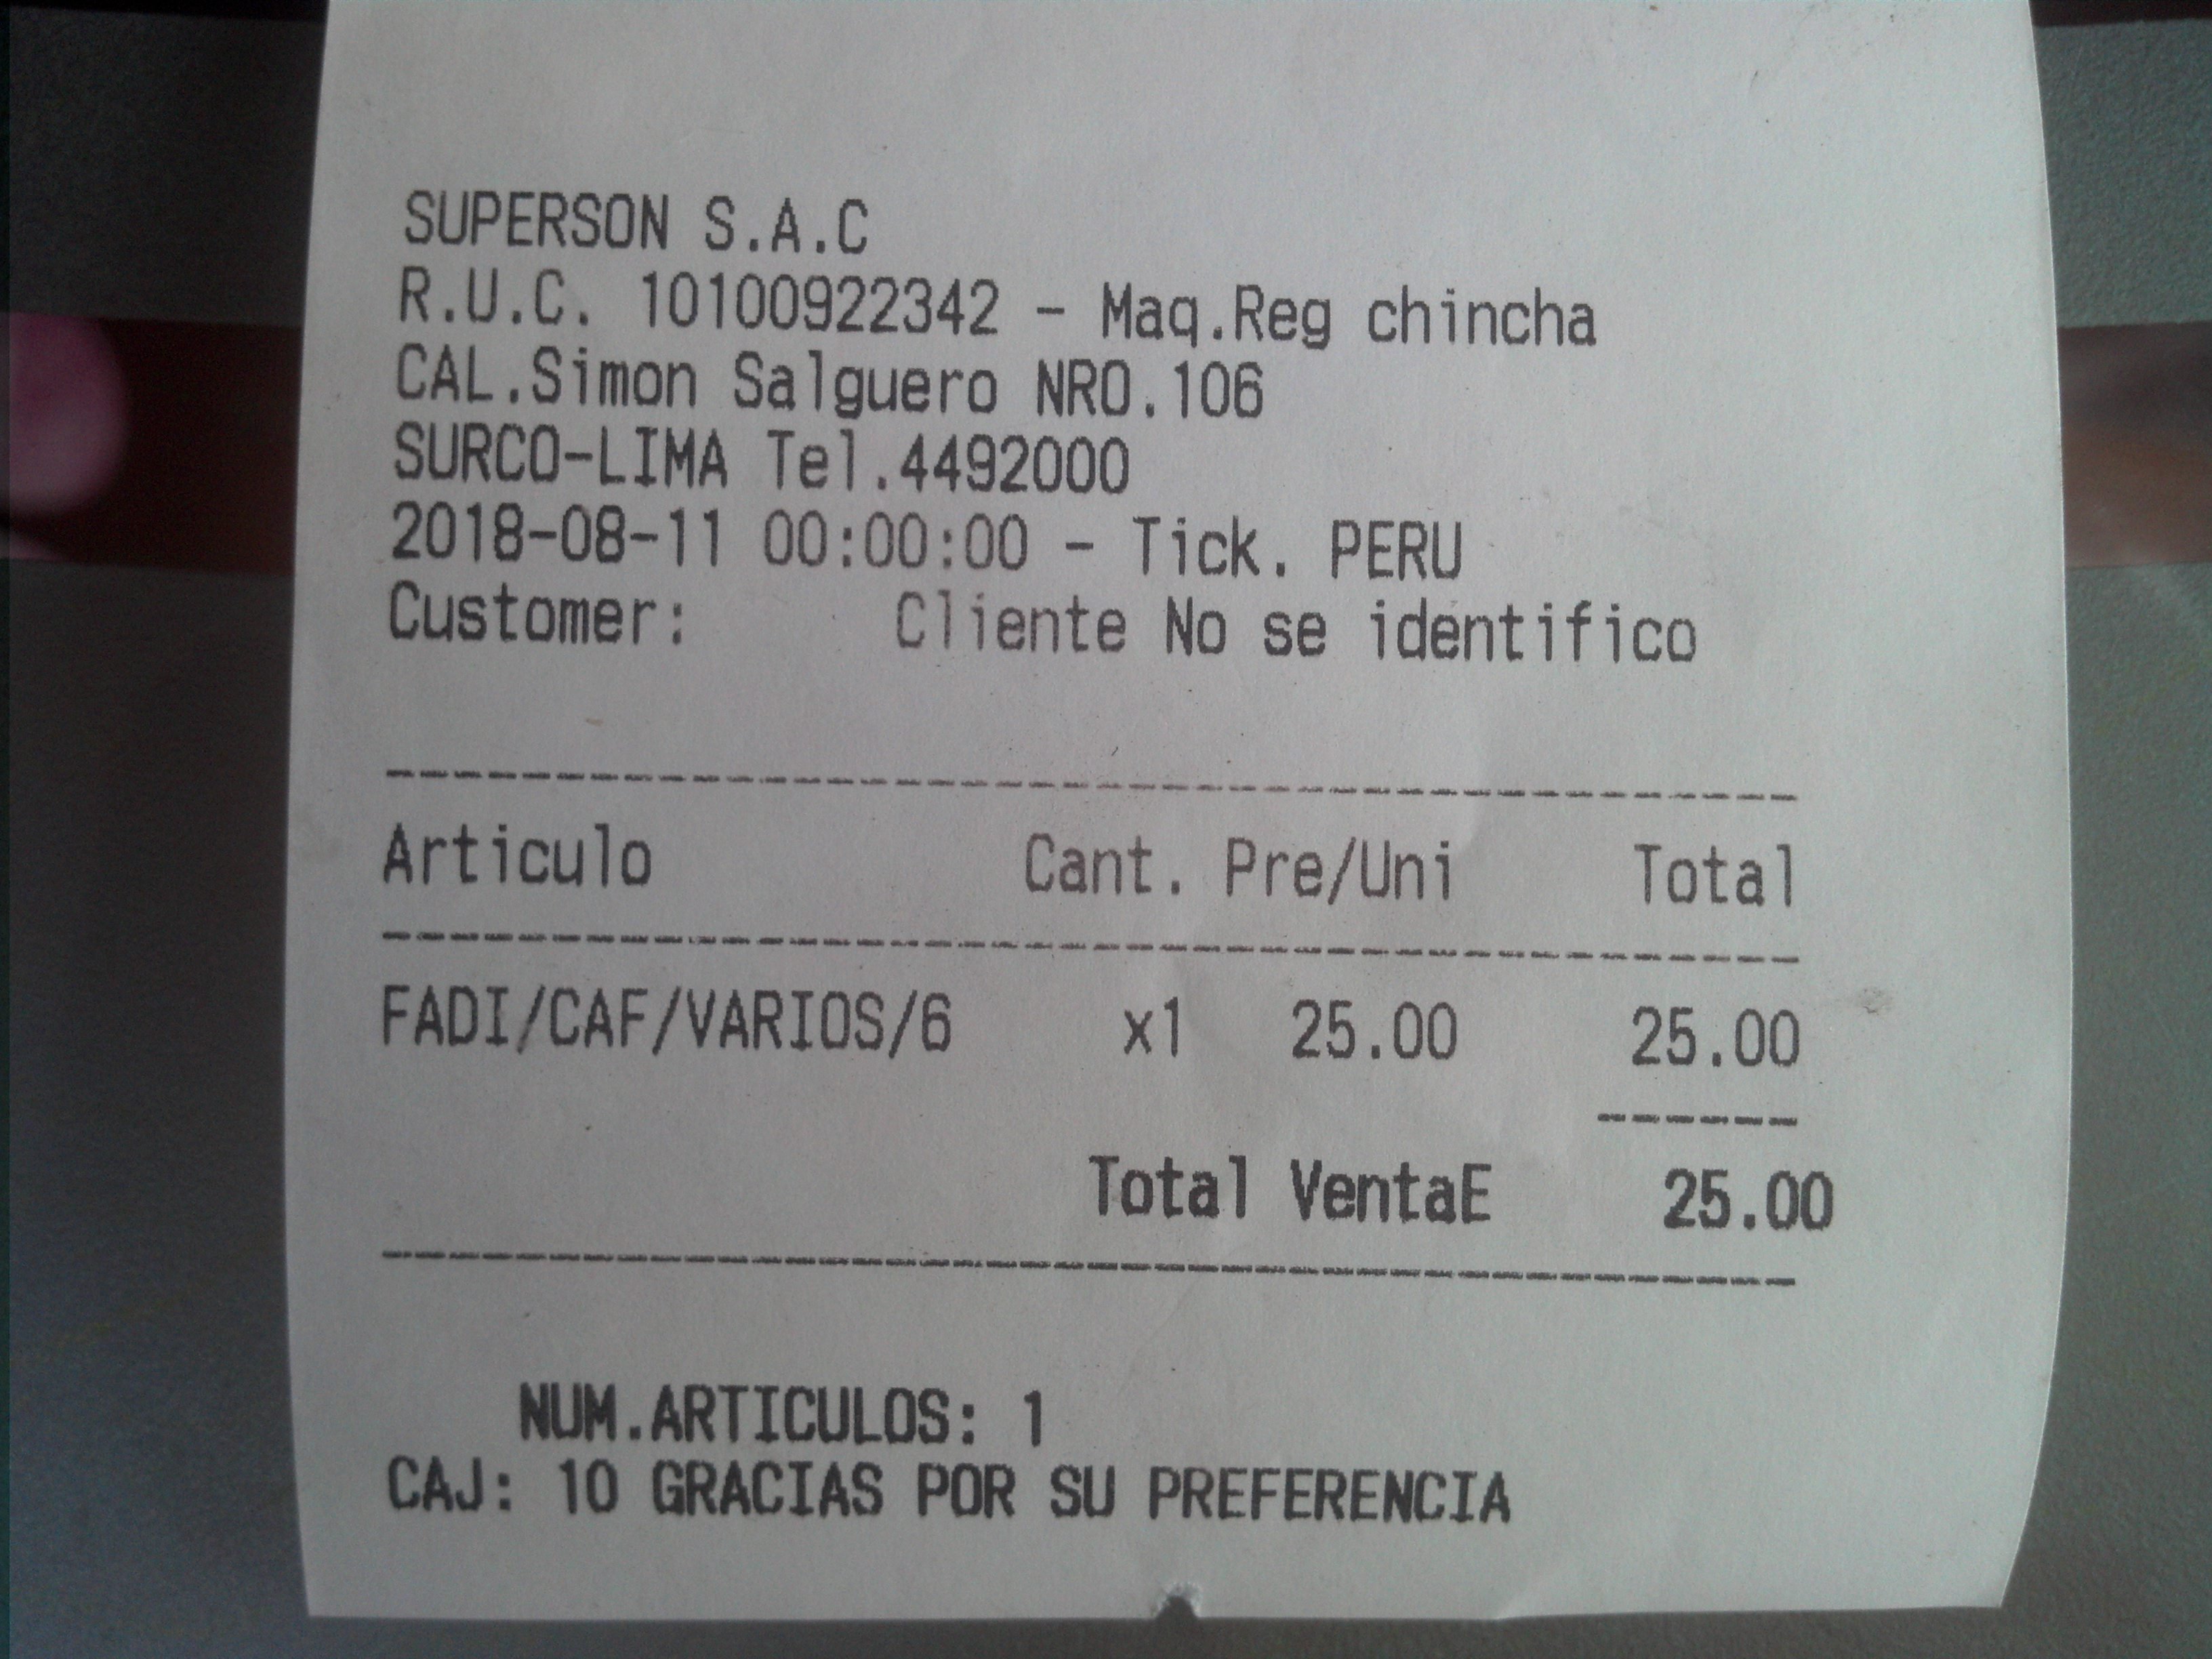 SUPERSON S.A.C
R.U.C. 10100922342 - Maq.Reg chincha
CAL.Simon Salguero NRO.106
SURCO-LIMA Tel.4492000
2018-08-11 00:00:00 - Tick. PERU
Customer: Cliente No se identifico
Articulo Cant. Pre/Uni Total
FADI/CAF/VARIOS/6 x1 25.00 25.00
Total VentaE 25.00
NUM.ARTICULOS: 1
CAJ: 10 GRACIAS POR SU PREFERENCIA